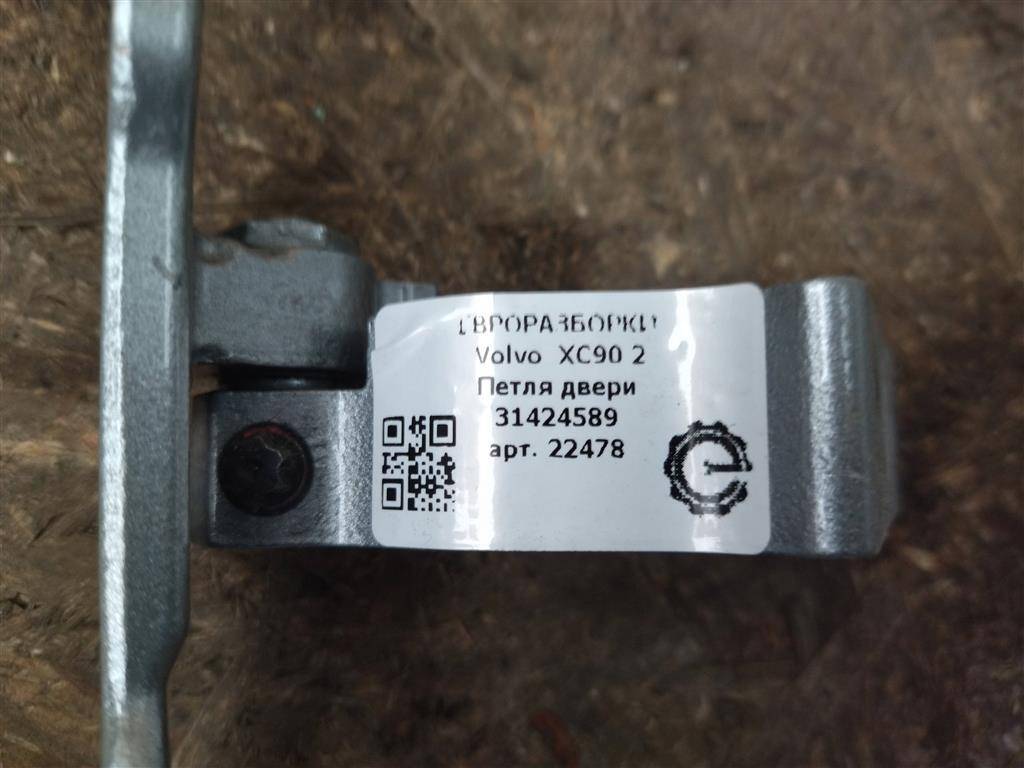 ЕВРОРАЗБОРКИ
Volvo XC90 2
Петля двери
31424589
арт. 22478